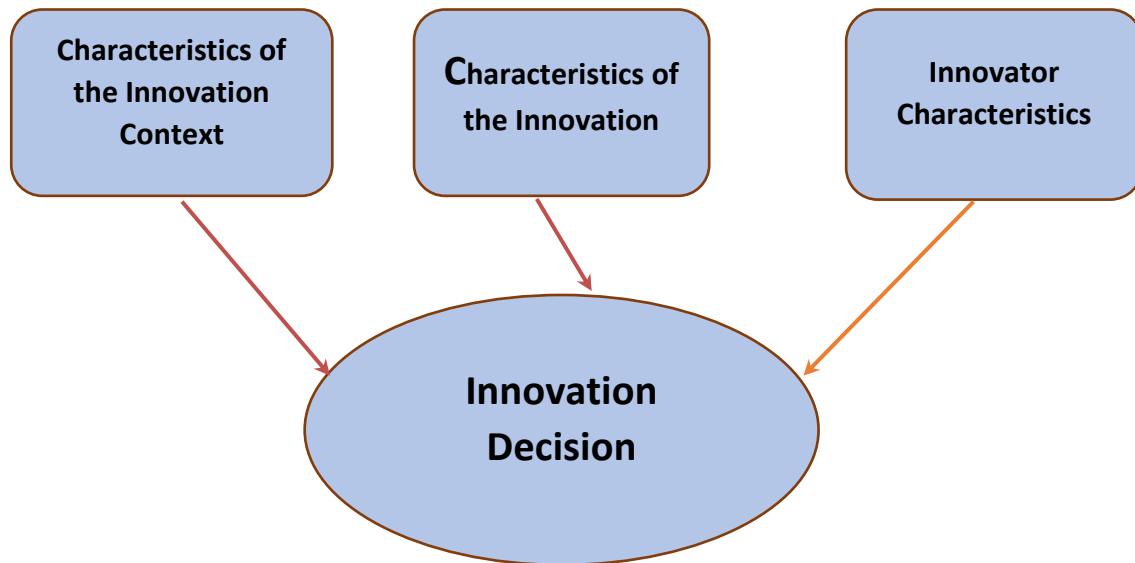 Characteristics of
the Innovation
Context
Characteristics of
the Innovation
Innovator
Characteristics
Innovation
Decision